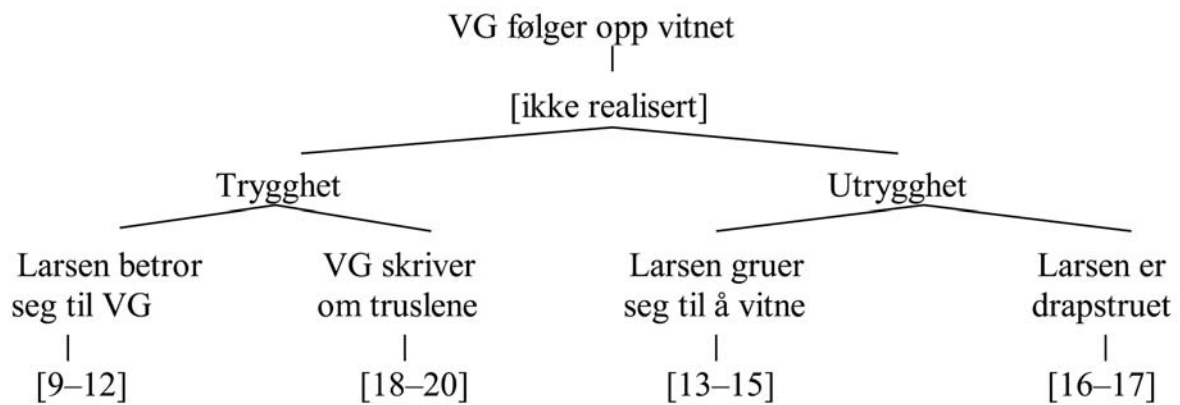 VG følger opp vitnet
[ikke realisert]
Trygghet
Utrygghet
Larsen betror
seg til VG
VG skriver
om truslene
Larsen gruer
seg til å vitne
Larsen er
drapstruet
[9–12]
[18–20]
[13–15]
[16–17]